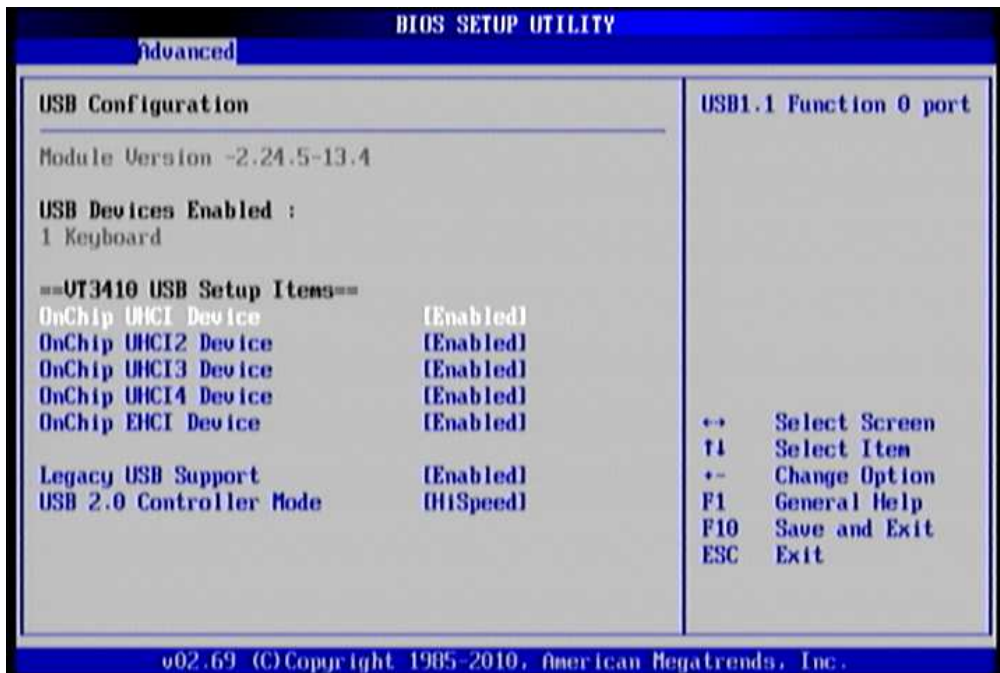 BIOS SETUP UTILITY
Advanced
USB Configuration
Module Version -2.24.5-13.4
USB Devices Enabled :
1 Keyboard
==VT3410 USB Setup Items==
OnChip UHCI Device [Enabled]
OnChip UHCI2 Device [Enabled]
OnChip UHCI3 Device [Enabled]
OnChip UHCI4 Device [Enabled]
OnChip EHCI Device [Enabled]
Legacy USB Support [Enabled]
USB 2.0 Controller Mode [HiSpeed]
USB1.1 Function 0 port
↔ Select Screen
↑↓ Select Item
+- Change Option
F1 General Help
F10 Save and Exit
ESC Exit
v02.69 (C)Copyright 1985-2010, American Megatrends, Inc.